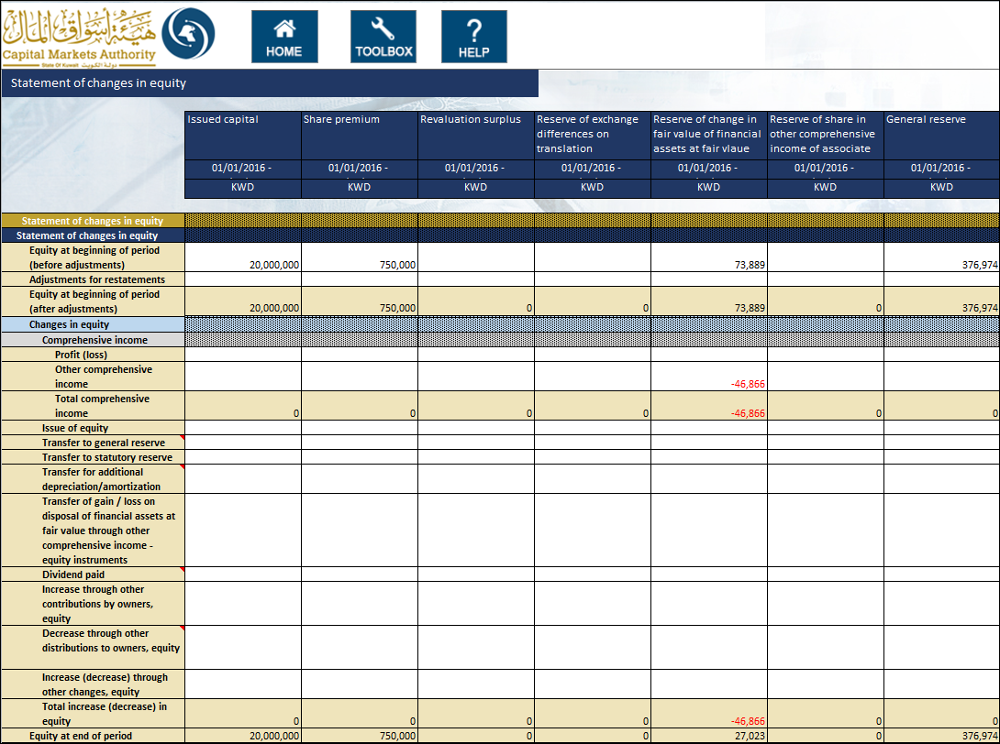 هيئة أسواق المال
Capital Markets Authority
State Of Kuwait دولة الكويت
HOME
TOOLBOX
?
HELP
Statement of changes in equity
Issued capital Share premium Revaluation surplus Reserve of exchange differences on translation Reserve of change in fair value of financial assets at fair vlaue Reserve of share in other comprehensive income of associate General reserve
01/01/2016 - 01/01/2016 - 01/01/2016 - 01/01/2016 - 01/01/2016 - 01/01/2016 - 01/01/2016 -
KWD KWD KWD KWD KWD KWD KWD
Statement of changes in equity
Statement of changes in equity
Equity at beginning of period
(before adjustments) 20,000,000 750,000 73,889 376,974
Adjustments for restatements
Equity at beginning of period
(after adjustments) 20,000,000 750,000 0 0 73,889 0 376,974
Changes in equity
Comprehensive income
Profit (loss)
Other comprehensive
income -46,866
Total comprehensive
income 0 0 0 0 -46,866 0 0
Issue of equity
Transfer to general reserve
Transfer to statutory reserve
Transfer for additional
depreciation/amortization
Transfer of gain / loss on
disposal of financial assets at
fair value through other
comprehensive income -
equity instruments
Dividend paid
Increase through other
contributions by owners,
equity
Decrease through other
distributions to owners, equity
Increase (decrease) through
other changes, equity
Total increase (decrease) in
equity 0 0 0 0 -46,866 0 0
Equity at end of period 20,000,000 750,000 0 0 27,023 0 376,974